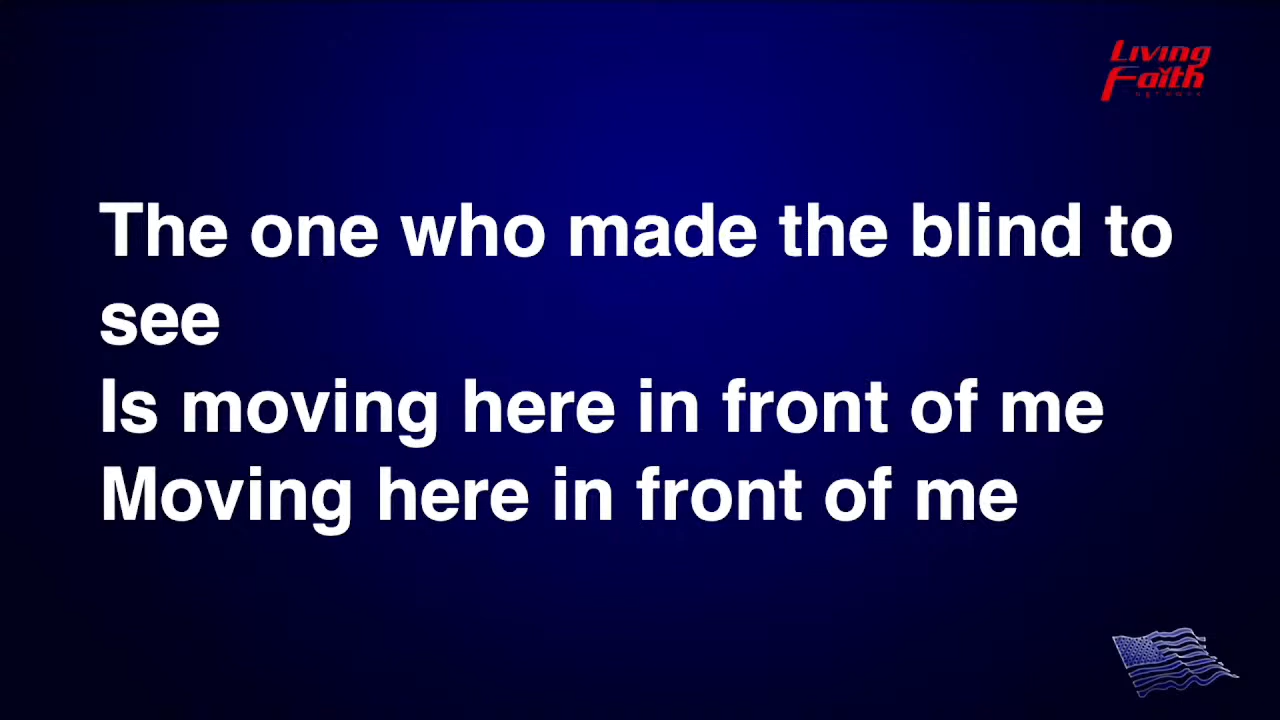 Living
Faith
The one who made the blind to
see
Is moving here in front of me
Moving here in front of me